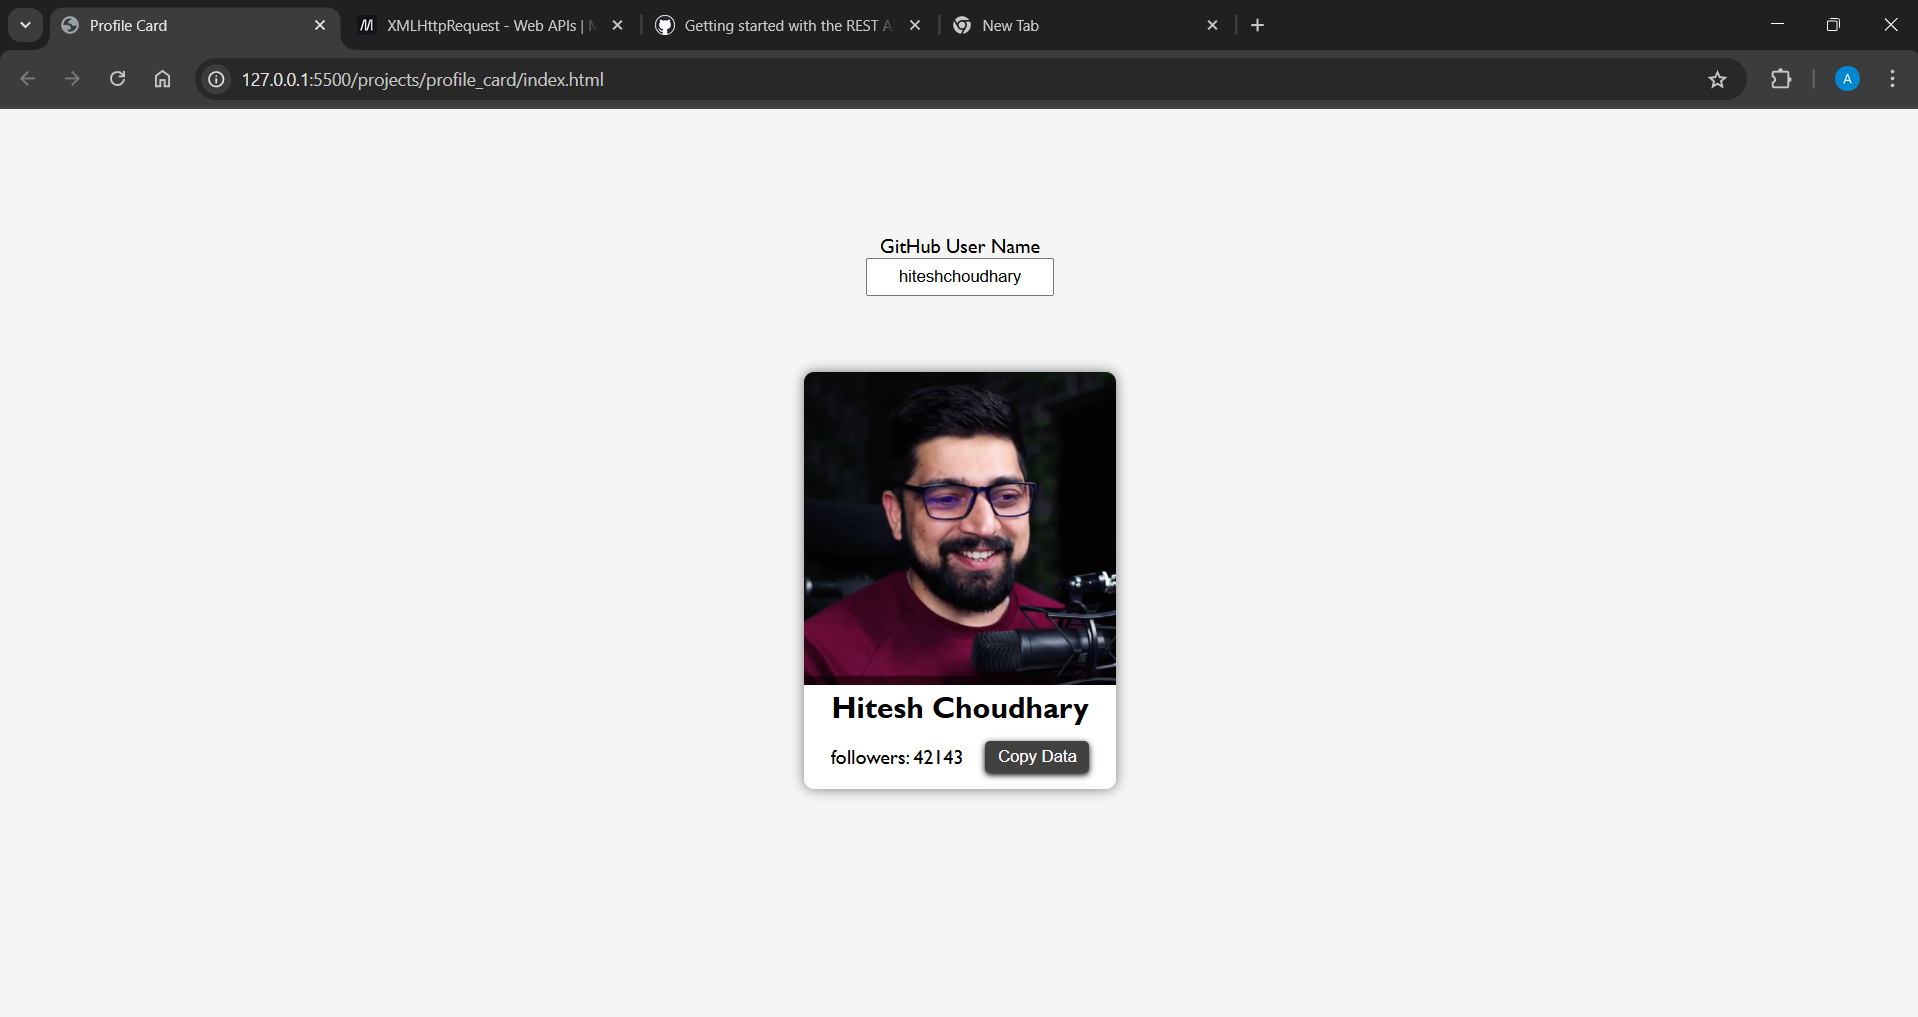 Profile Card
XMLHttpRequest - Web APIs |
Getting started with the REST A
New Tab
127.0.0.1:5500/projects/profile_card/index.html
A
GitHub User Name
hiteshchoudhary
Hitesh Choudhary
followers: 42143
Copy Data